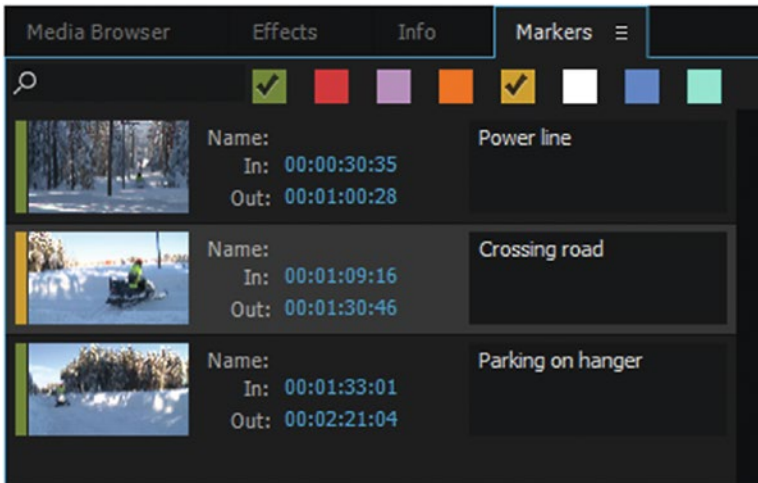 Media Browser Effects Info Markers
Name: Power line
In: 00:00:30:35
Out: 00:01:00:28
Name: Crossing road
In: 00:01:09:16
Out: 00:01:30:46
Name: Parking on hanger
In: 00:01:33:01
Out: 00:02:21:04